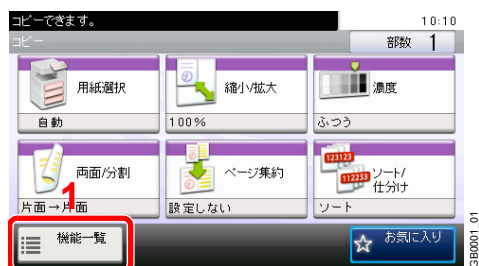 コピーできます。
10:10
コピー
部数 1
用紙選択
縮小/拡大
濃度
自動
100%
ふつう
123123
112233
両面/分割
ページ集約
ソート/
仕分け
1
片面→片面
設定しない
ソート
機能一覧
お気に入り
GB0001_01